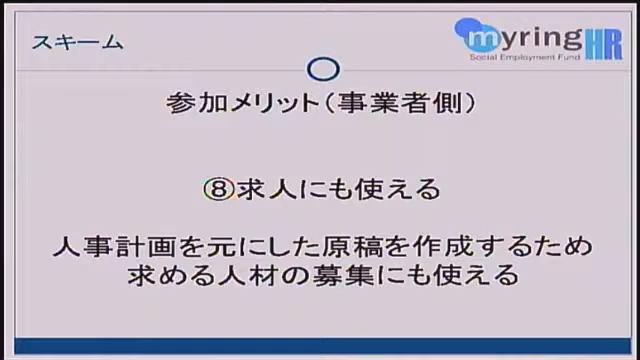 スキーム
myring HR
Social Employment Fund
参加メリット（事業者側）
⑧求人にも使える
人事計画を元にした原稿を作成するため
求める人材の募集にも使える